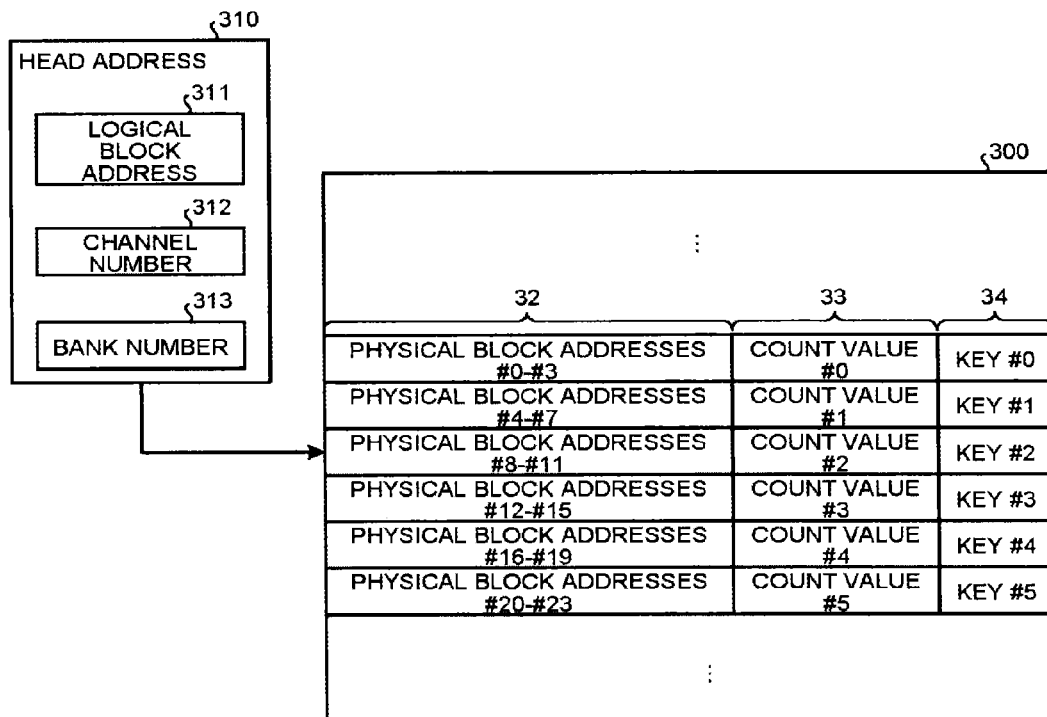 310
HEAD ADDRESS
311
LOGICAL
BLOCK
ADDRESS
312
CHANNEL
NUMBER
313
BANK NUMBER
300
32
33
34
PHYSICAL BLOCK ADDRESSES
#0-#3
COUNT VALUE
#0
KEY #0
PHYSICAL BLOCK ADDRESSES
#4-#7
COUNT VALUE
#1
KEY #1
PHYSICAL BLOCK ADDRESSES
#8-#11
COUNT VALUE
#2
KEY #2
PHYSICAL BLOCK ADDRESSES
#12-#15
COUNT VALUE
#3
KEY #3
PHYSICAL BLOCK ADDRESSES
#16-#19
COUNT VALUE
#4
KEY #4
PHYSICAL BLOCK ADDRESSES
#20-#23
COUNT VALUE
#5
KEY #5